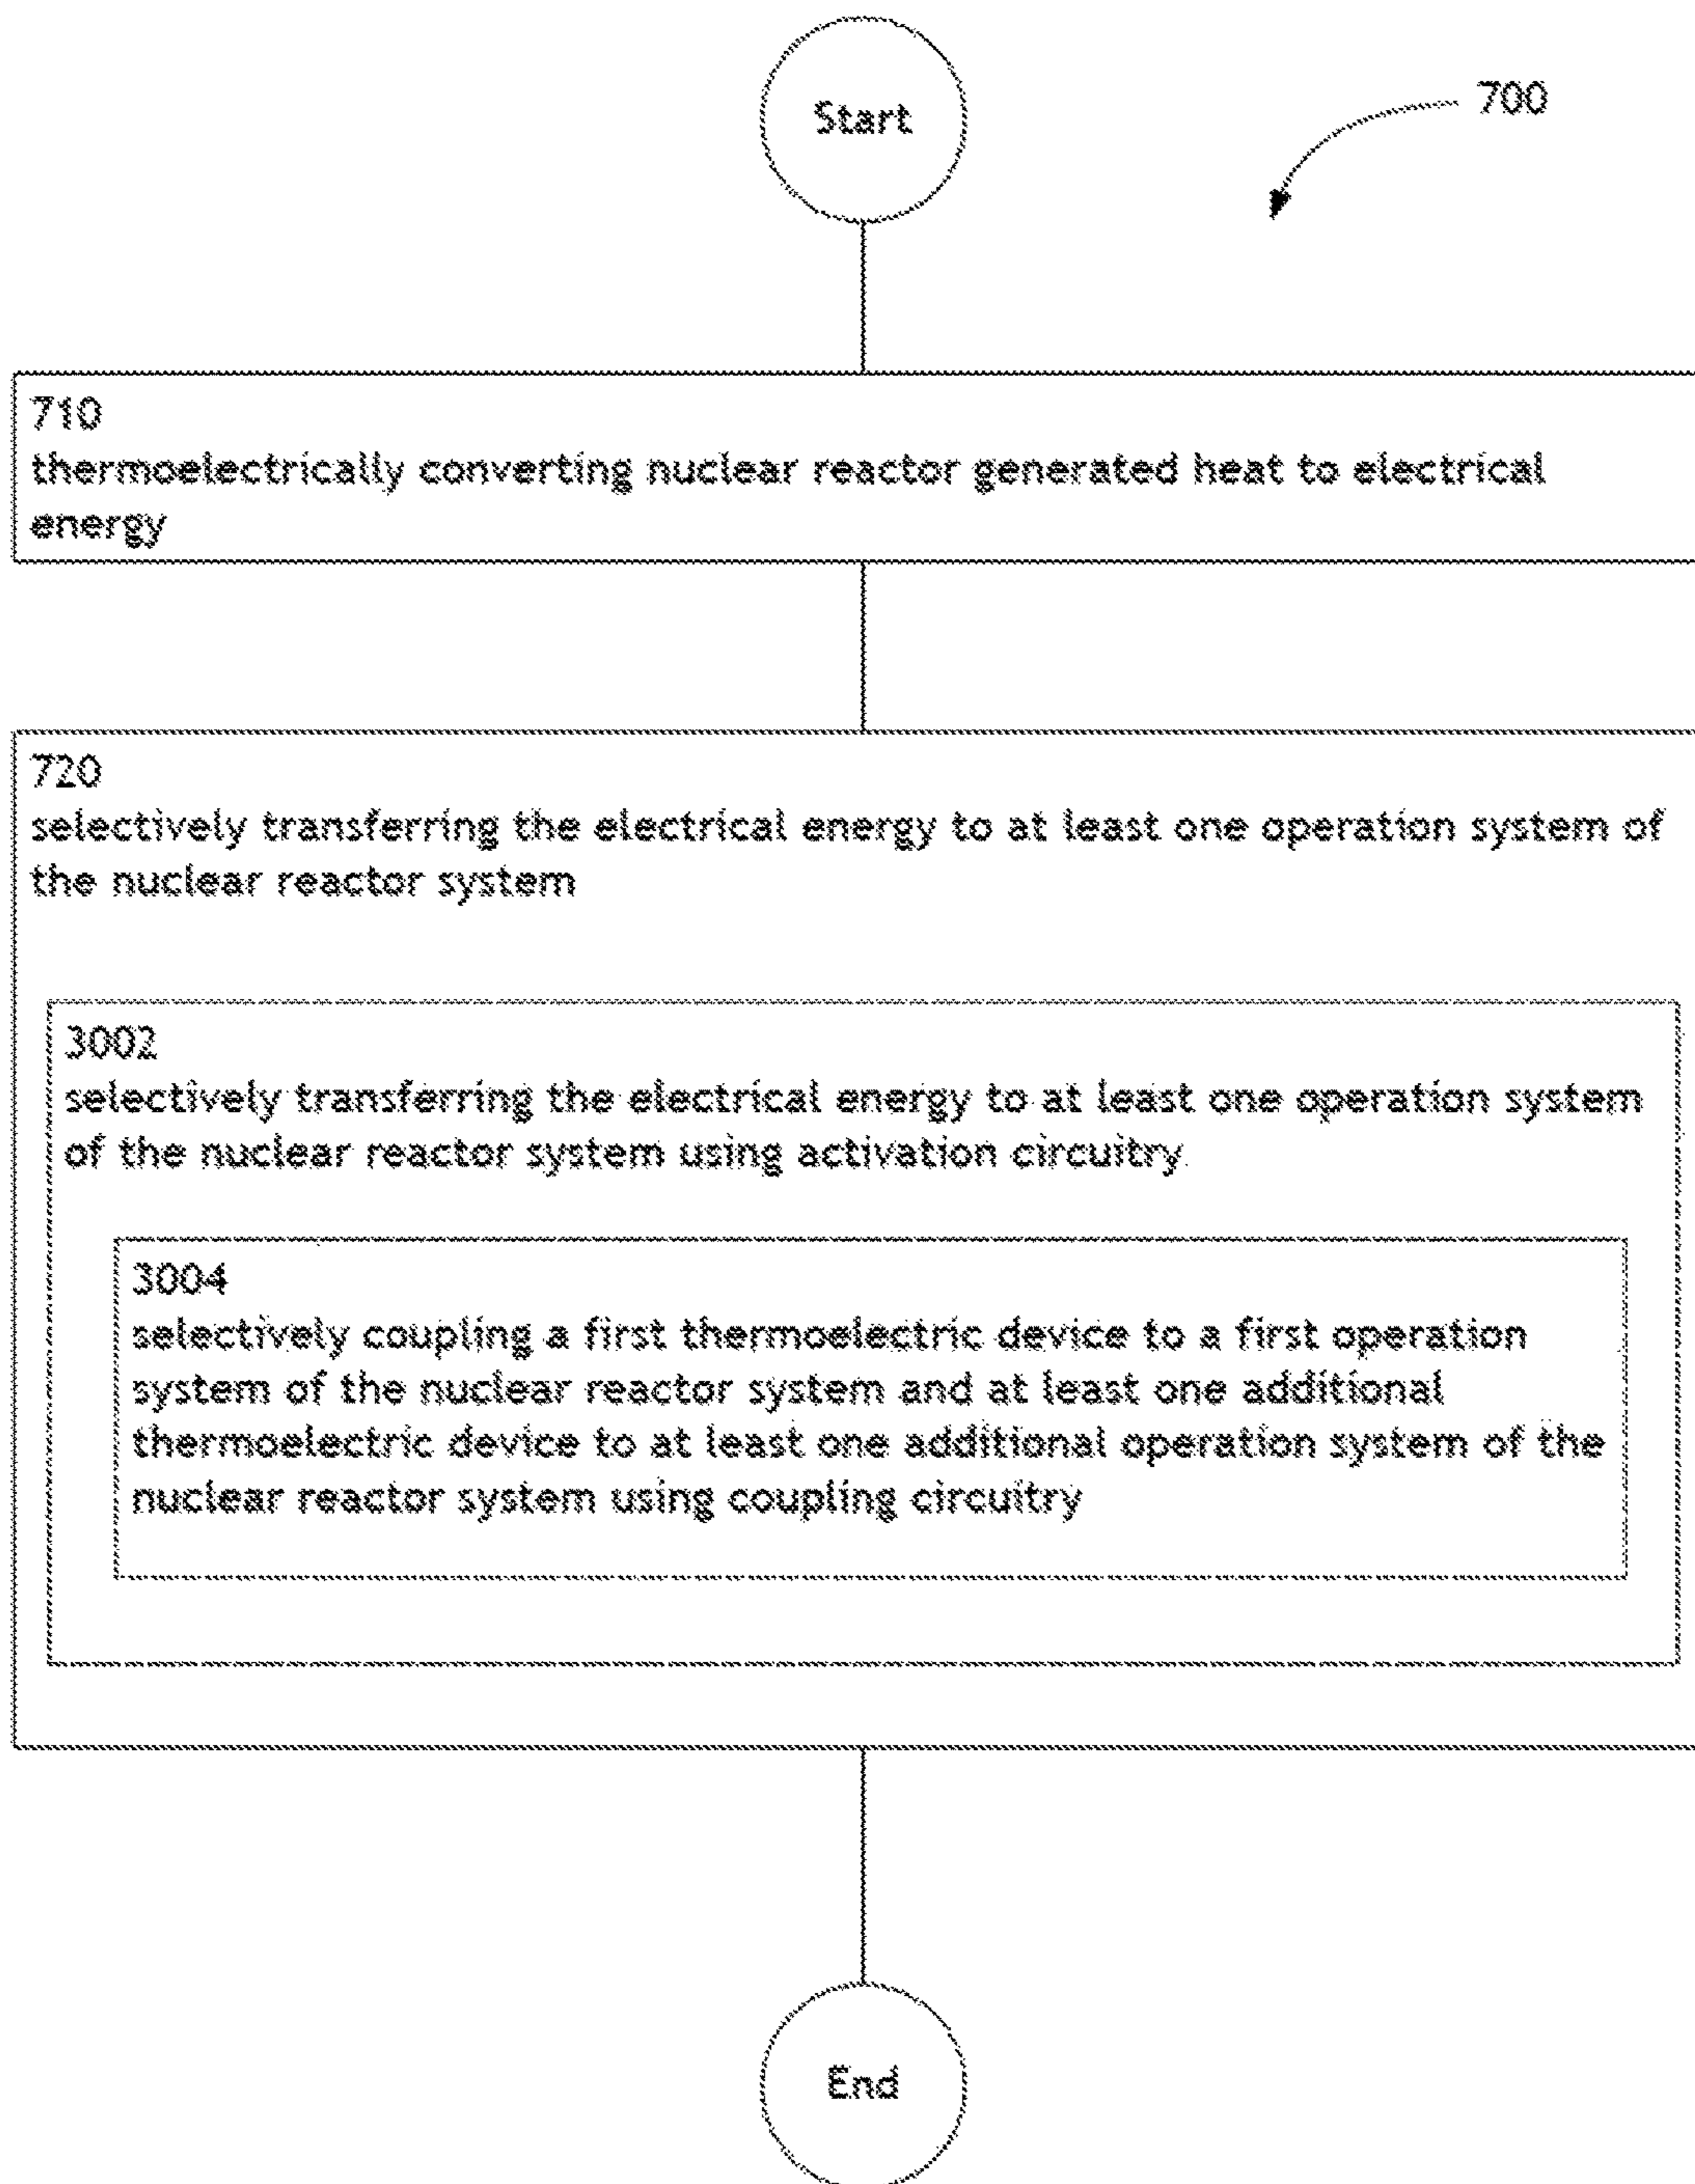 Start
700
710
thermoelectrically converting nuclear reactor generated heat to electrical
energy
720
selectively transferring the electrical energy to at least one operation system of
the nuclear reactor system
3002
selectively transferring the electrical energy to at least one operation system
of the nuclear reactor system using activation circuitry
3004
selectively coupling a first thermoelectric device to a first operation
system of the nuclear reactor system and at least one additional
thermoelectric device to at least one additional operation system of the
nuclear reactor system using coupling circuitry
End